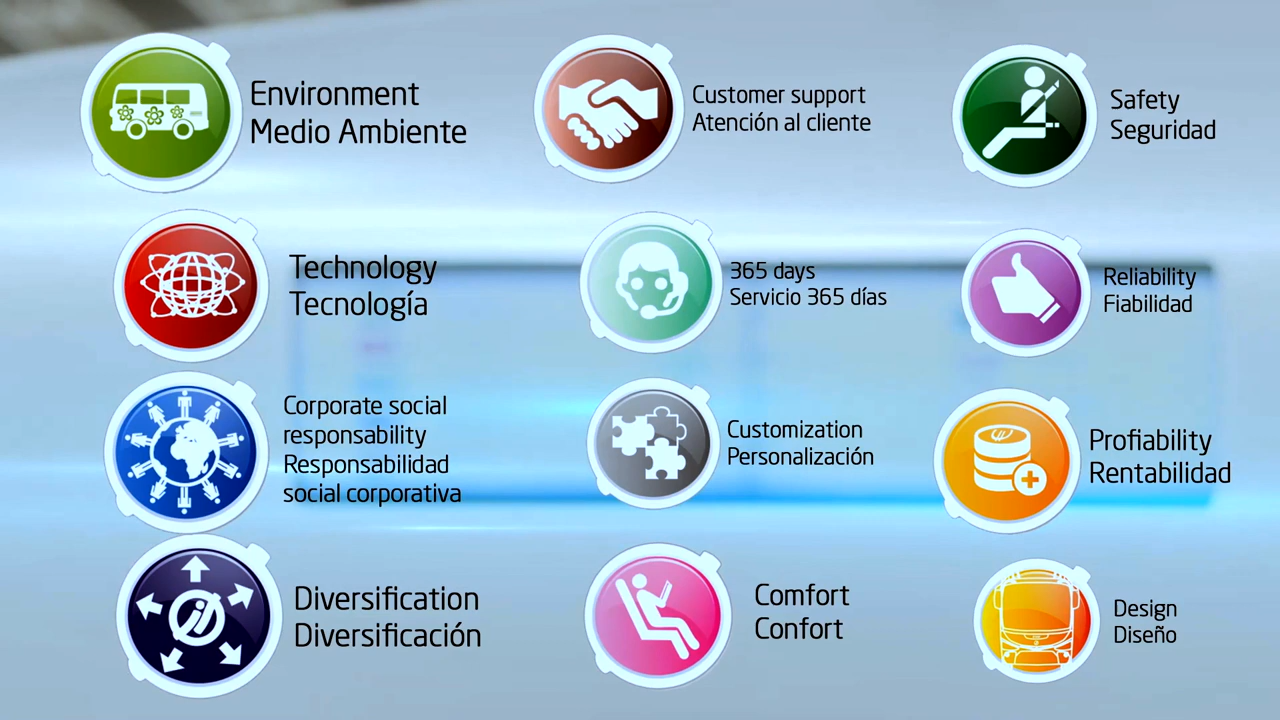 Environment
Medio Ambiente
Customer support
Atención al cliente
Safety
Seguridad
Technology
Tecnología
365 days
Servicio 365 días
Reliability
Fiabilidad
Corporate social
responsability
Responsabilidad
social corporativa
Customization
Personalización
Profiability
Rentabilidad
Diversification
Diversificación
Comfort
Confort
Design
Diseño